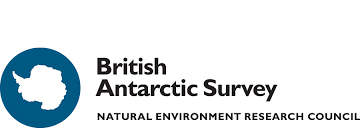 British
Antarctic Survey
NATURAL ENVIRONMENT RESEARCH COUNCIL